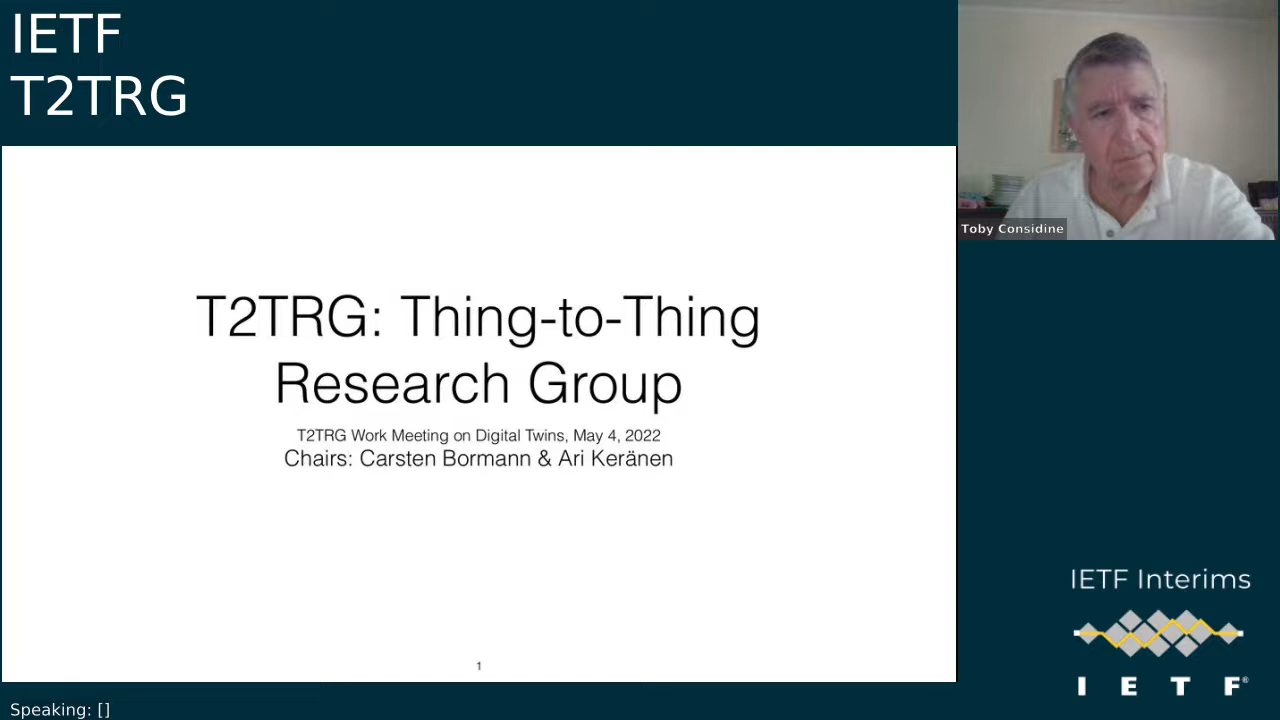 IETF
T2TRG
Toby Considine
T2TRG: Thing-to-Thing
Research Group
T2TRG Work Meeting on Digital Twins, May 4, 2022
Chairs: Carsten Bormann & Ari Keränen
1
IETF Interims
I E T F®
Speaking: []